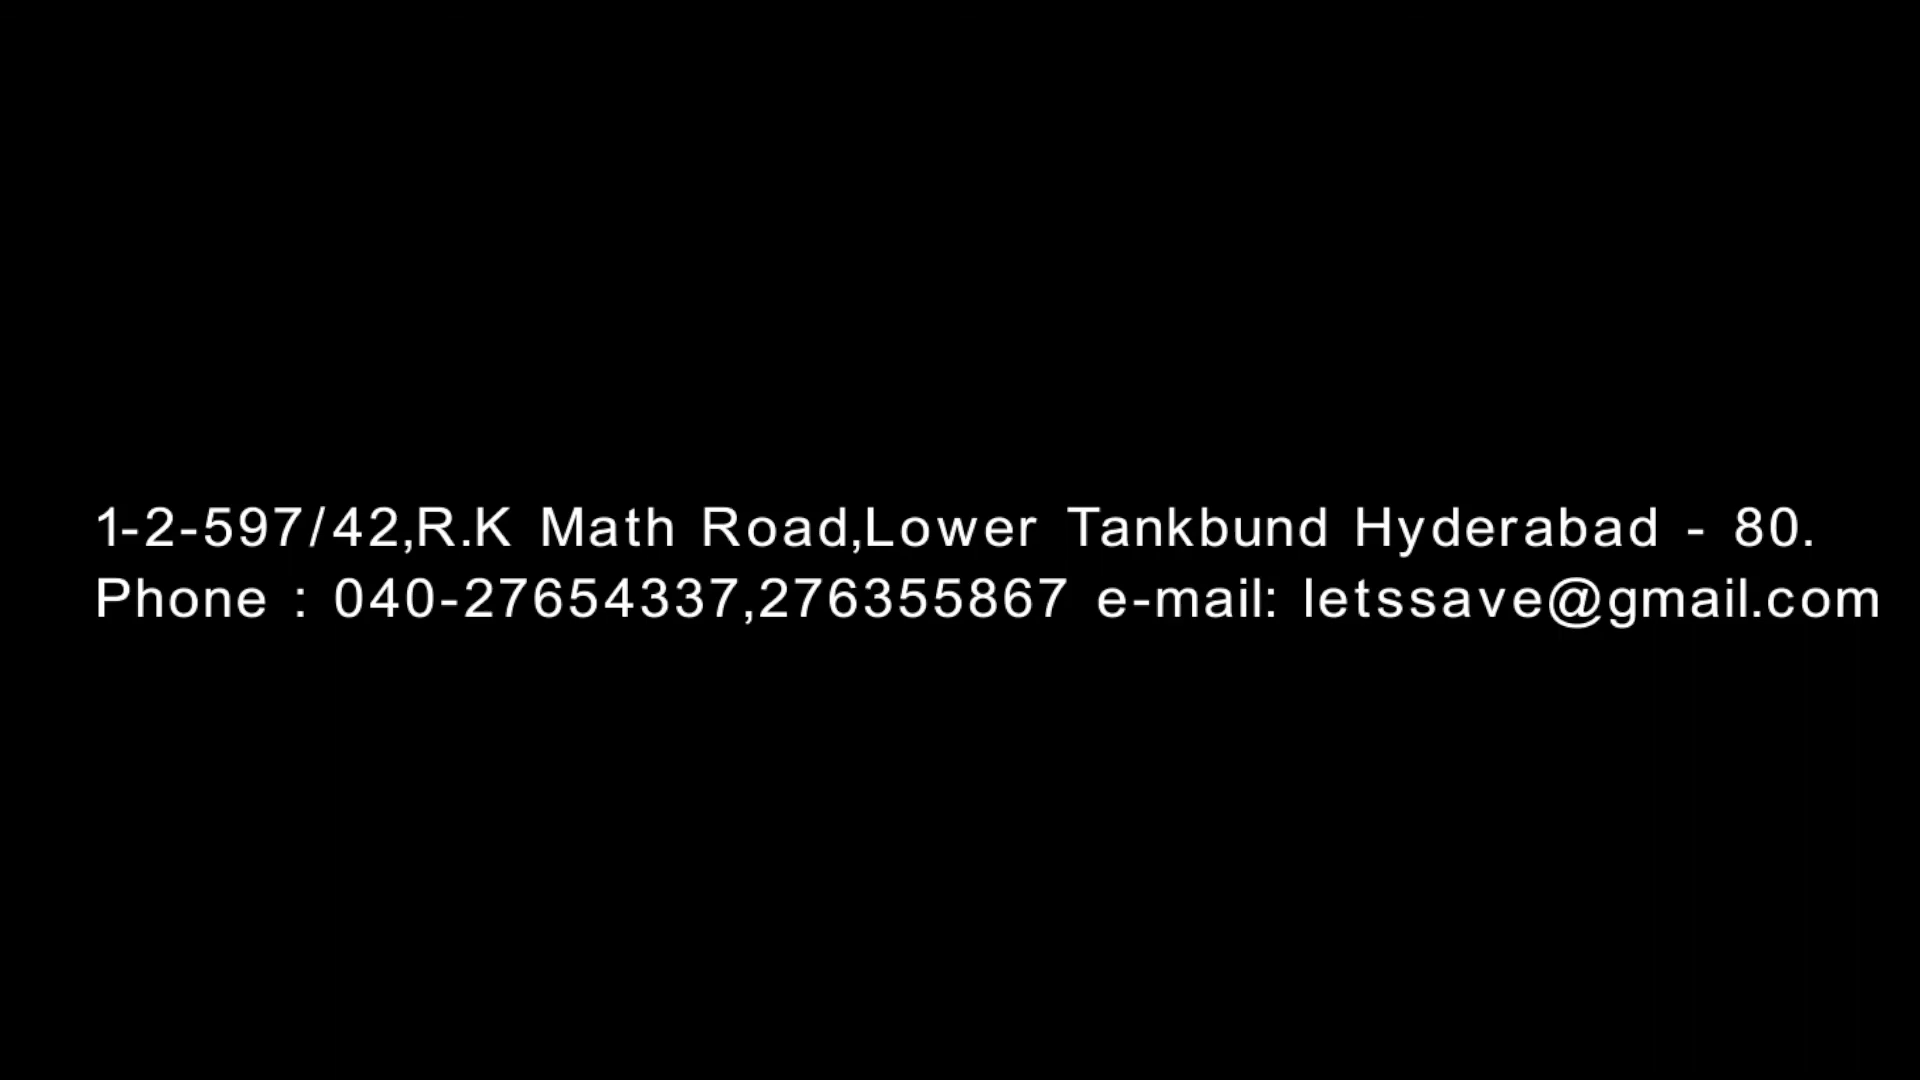 1-2-597/42,R.K Math Road,Lower Tankbund Hyderabad - 80.
Phone : 040-27654337,276355867 e-mail: letssave@gmail.com